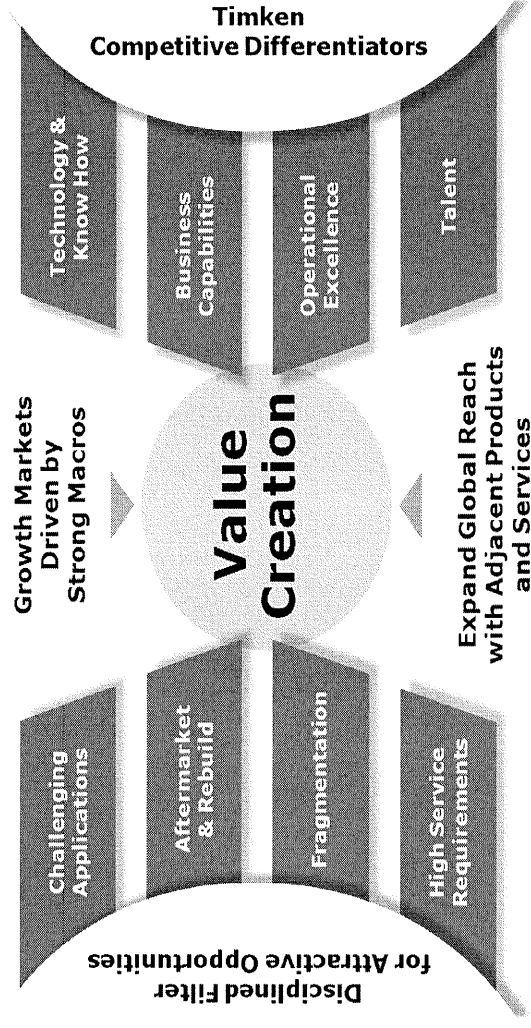 Disciplined Filter
for Attractive Opportunities
Challenging
Applications
Aftermarket
& Rebuild
Fragmentation
High Service
Requirements
Growth Markets
Driven by
Strong Macros
Value
Creation
Expand Global Reach
with Adjacent Products
and Services
Technology &
Know How
Business
Capabilities
Operational
Excellence
Talent
Timken
Competitive Differentiators